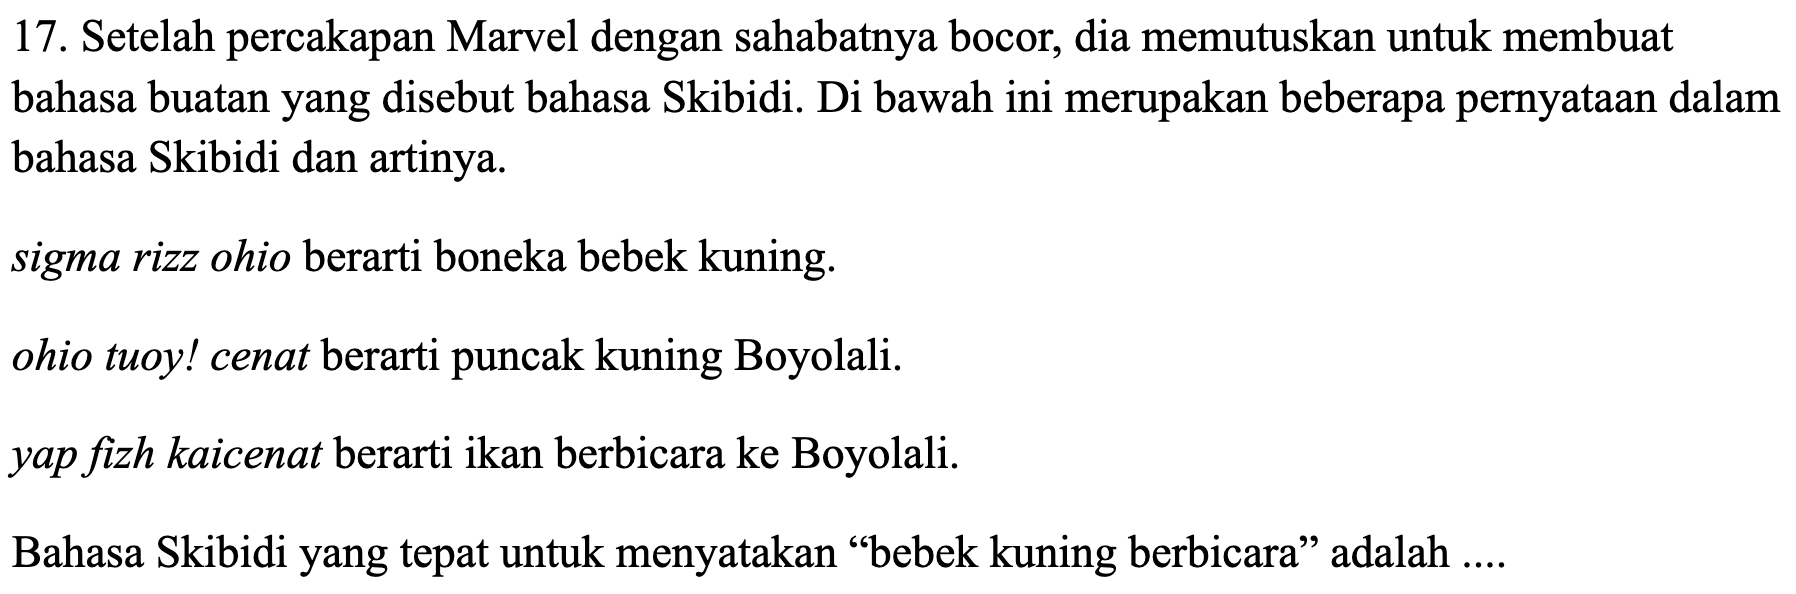 17. Setelah percakapan Marvel dengan sahabatnya bocor, dia memutuskan untuk membuat
bahasa buatan yang disebut bahasa Skibidi. Di bawah ini merupakan beberapa pernyataan dalam
bahasa Skibidi dan artinya.
sigma rizz ohio berarti boneka bebek kuning.
ohio tuoy! cenat berarti puncak kuning Boyolali.
yap fizh kaicenat berarti ikan berbicara ke Boyolali.
Bahasa Skibidi yang tepat untuk menyatakan “bebek kuning berbicara” adalah ....